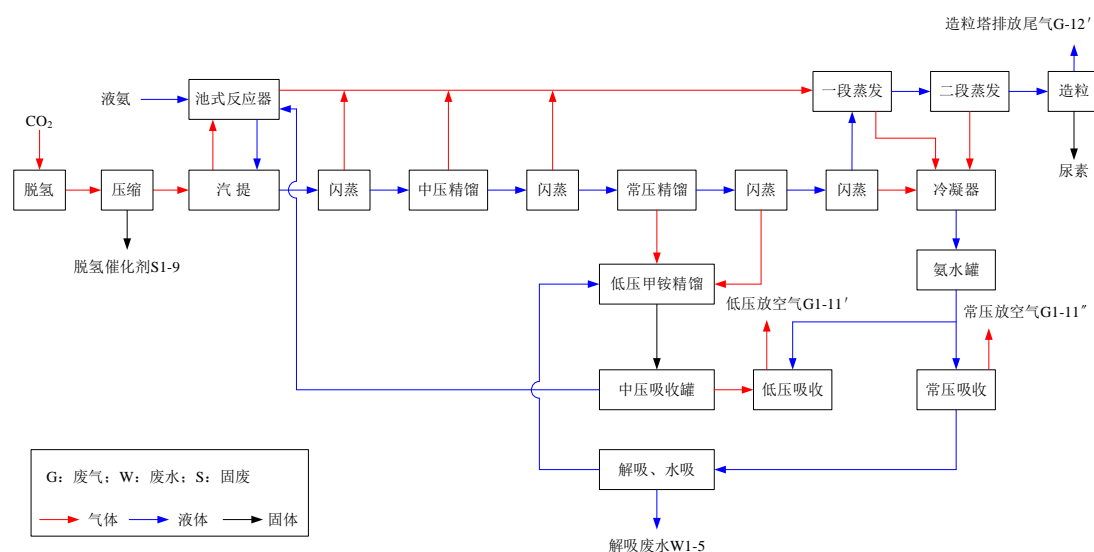 造粒塔排放尾气G-12′
液氨
池式反应器
一段蒸发
二段蒸发
造粒
CO₂
脱氢
压缩
汽 提
闪蒸
中压精馏
闪蒸
常压精馏
闪蒸
闪蒸
冷凝器
尿素
脱氢催化剂S1-9
低压甲铵精馏
氨水罐
低压放空气G1-11′
常压放空气G1-11″
中压吸收罐
低压吸收
常压吸收
解吸、水吸
G：废气；W：废水；S：固废
气体
液体
固体
解吸废水W1-5